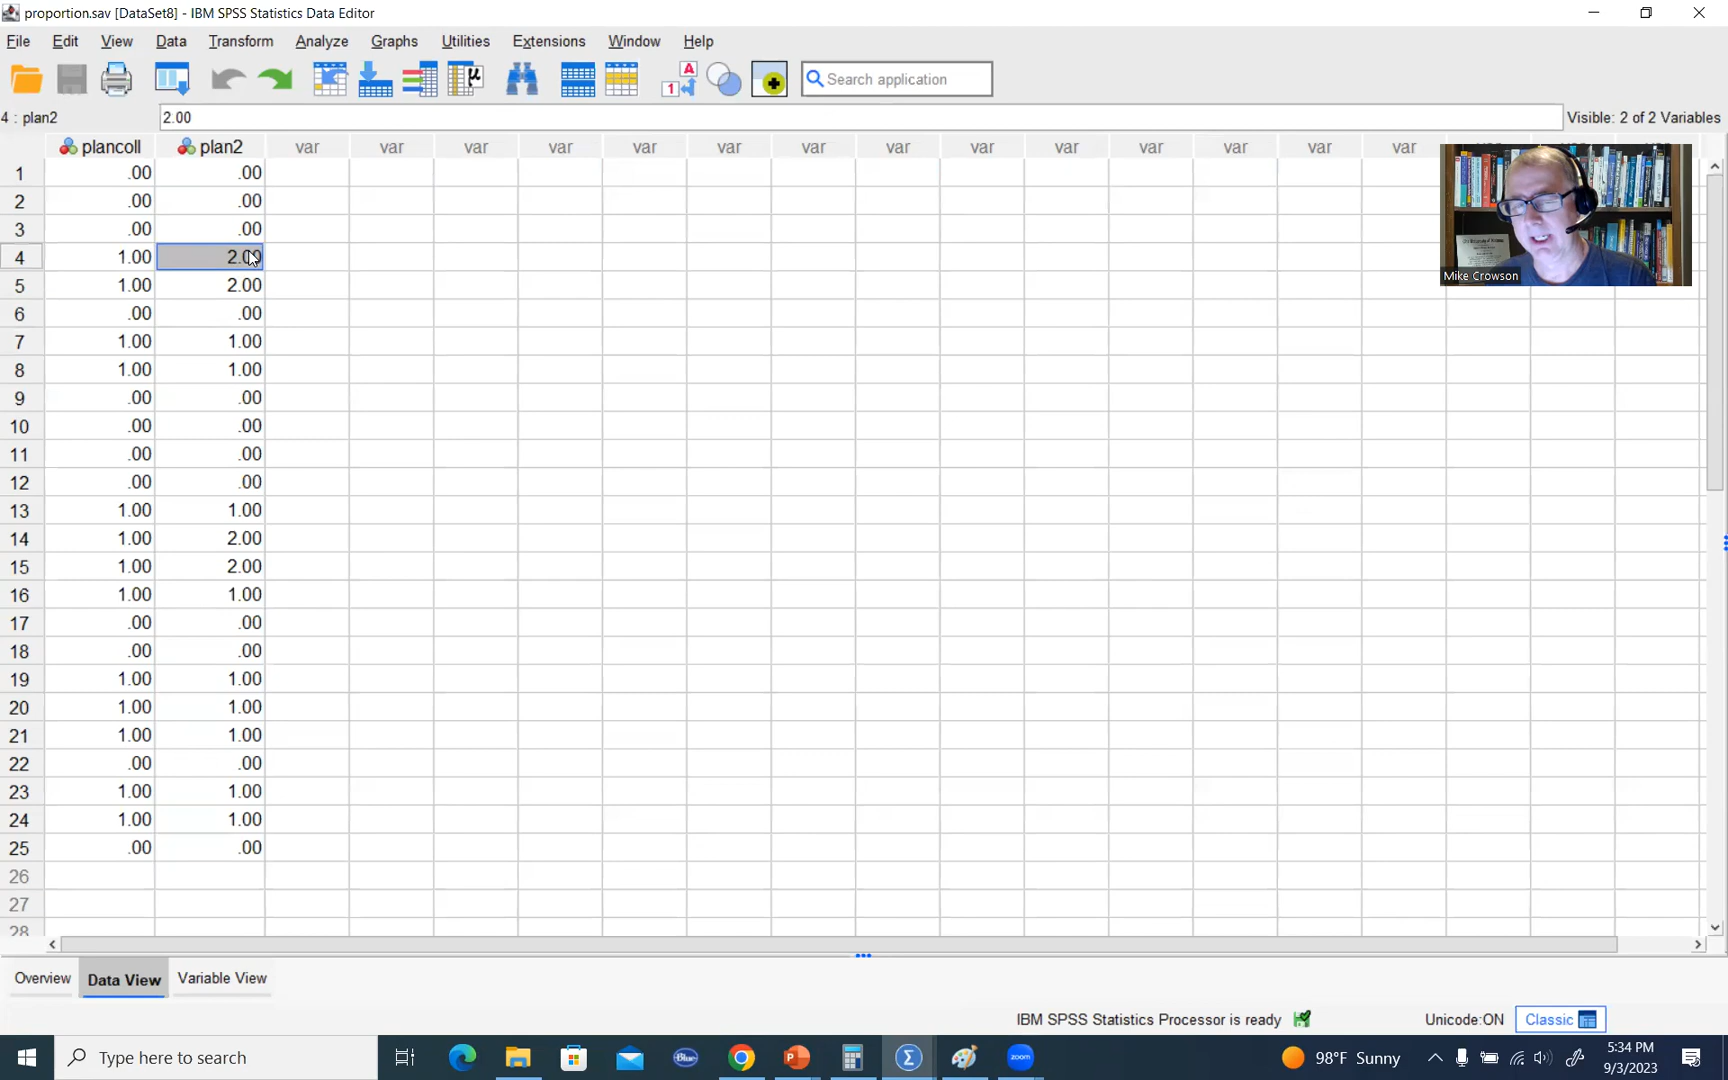 proportion.sav [DataSet8] - IBM SPSS Statistics Data Editor
File Edit View Data Transform Analyze Graphs Utilities Extensions Window Help
Search application
4 : plan2 2.00 Visible: 2 of 2 Variables
plancoll plan2 var var var var var var var var var var var var var var
1 .00 .00
2 .00 .00
3 .00 .00
4 1.00 2.00
5 1.00 2.00
6 .00 .00
7 1.00 1.00
8 1.00 1.00
9 .00 .00
10 .00 .00
11 .00 .00
12 .00 .00
13 1.00 1.00
14 1.00 2.00
15 1.00 2.00
16 1.00 1.00
17 .00 .00
18 .00 .00
19 1.00 1.00
20 1.00 1.00
21 1.00 1.00
22 .00 .00
23 1.00 1.00
24 1.00 1.00
25 .00 .00
26
27
28
Mike Crowson
Overview Data View Variable View
IBM SPSS Statistics Processor is ready Unicode:ON Classic
Type here to search Blue zoom 98°F Sunny 5:34 PM
9/3/2023